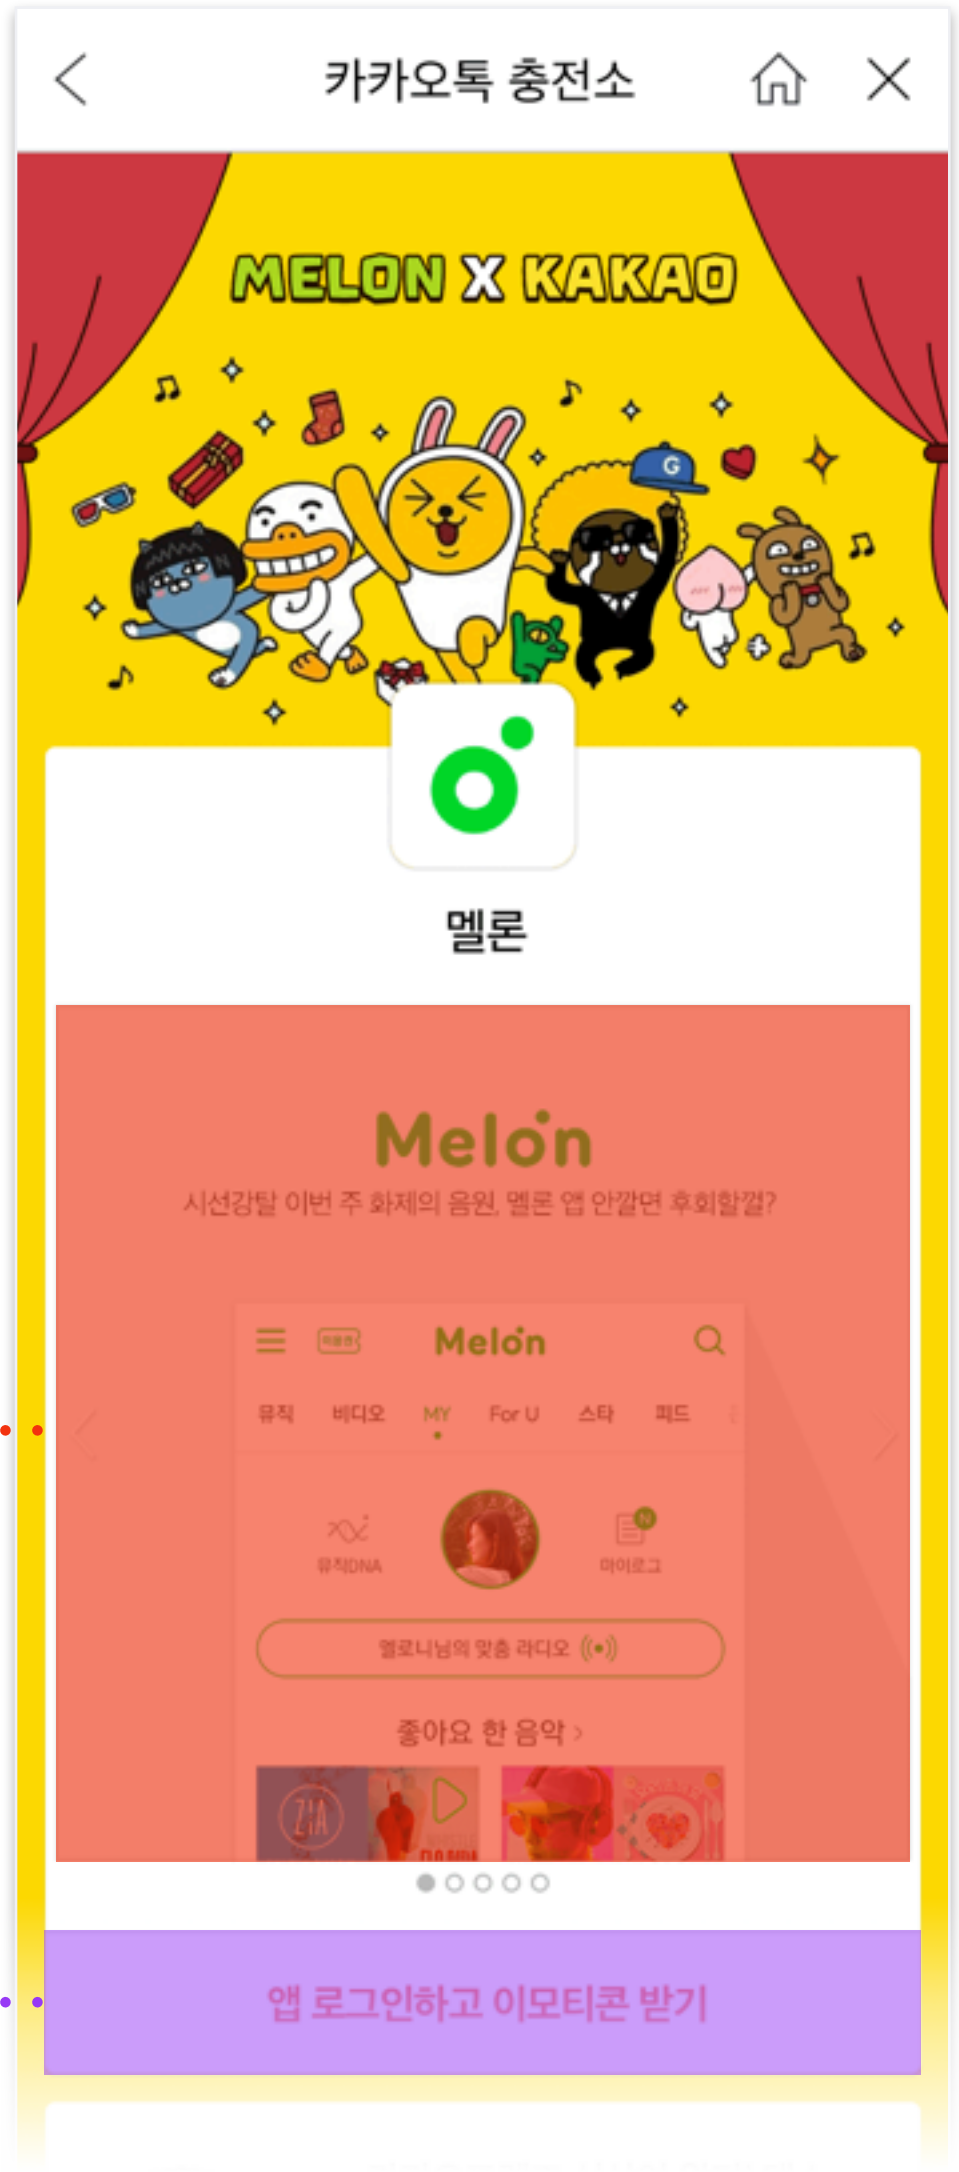 카카오톡 충전소
MELON X KAKAO
G
멜론
Melon
시선강탈 이번 주 화제의 음원, 멜론 앱 안깔면 후회할껄?
이용권 Melon
뮤직 비디오 MY For U 스타 피드
N
뮤직DNA 마이로그
멜로니님의 맞춤 라디오
좋아요 한 음악 >
ZIA
앱 로그인하고 이모티콘 받기